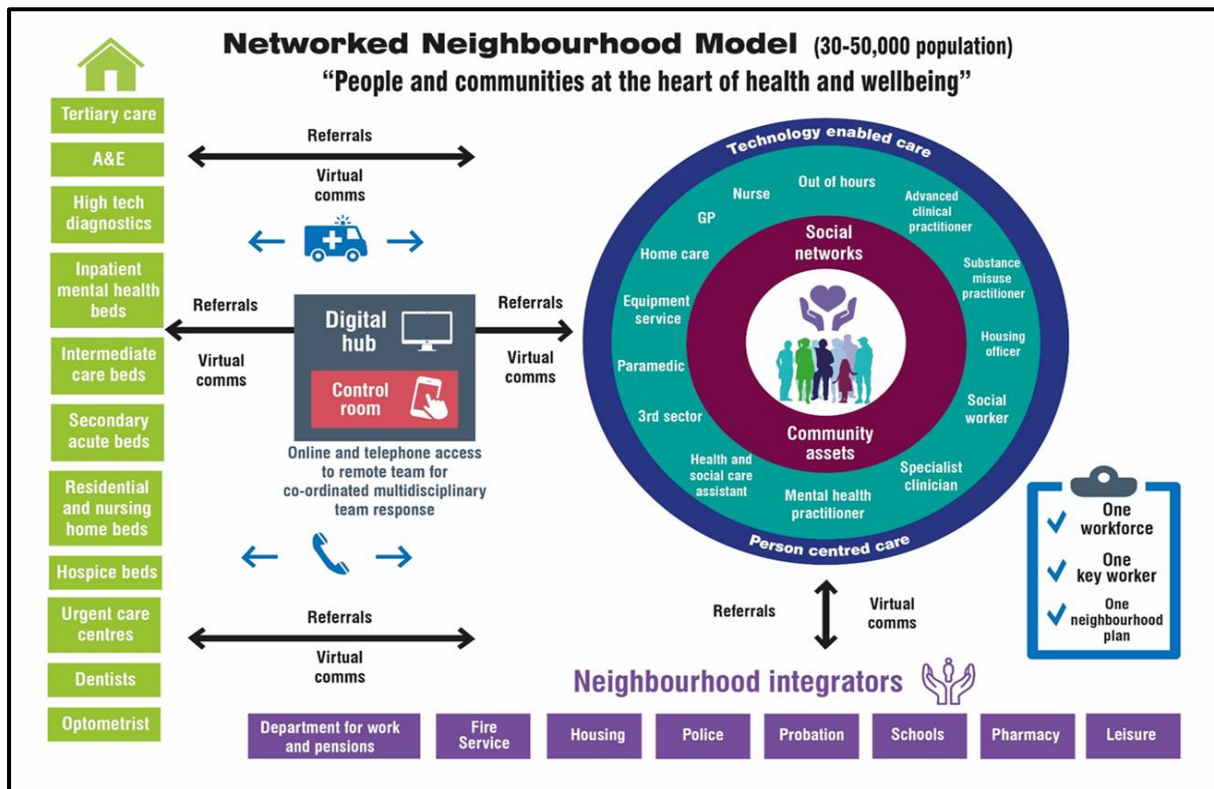 Networked Neighbourhood Model (30-50,000 population)
“People and communities at the heart of health and wellbeing”
Tertiary care
A&E
High tech
diagnostics
Inpatient
mental health
beds
Intermediate
care beds
Secondary
acute beds
Residential
and nursing
home beds
Hospice beds
Urgent care
centres
Dentists
Optometrist
Referrals
Virtual
comms
Referrals
Virtual
comms
Digital
hub
Control
room
Online and telephone access
to remote team for
co-ordinated multidisciplinary
team response
Referrals
Virtual
comms
Referrals
Virtual
comms
Technology enabled care
Out of hours
Nurse
GP
Home care
Equipment
service
Paramedic
3rd sector
Health and
social care
assistant
Mental health
practitioner
Specialist
clinician
Social
worker
Housing
officer
Substance
misuse
practitioner
Advanced
clinical
practitioner
Social
networks
Community
assets
Person centred care
One
workforce
One
key worker
One
neighbourhood
plan
Referrals
Virtual
comms
Neighbourhood integrators
Department for work
and pensions
Fire
Service
Housing
Police
Probation
Schools
Pharmacy
Leisure